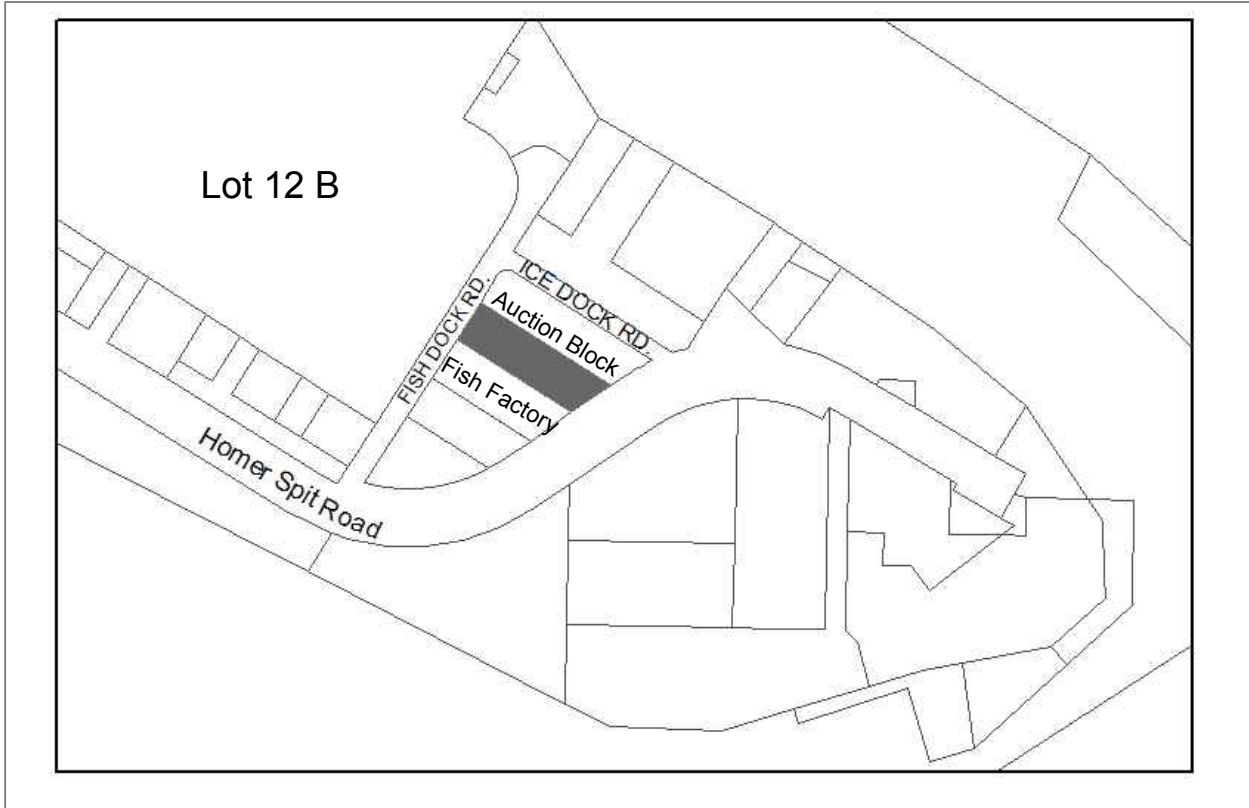 Lot 12 B
ICE DOCK RD.
Auction Block
FISH DOCK RD.
Fish Factory
Homer Spit Road